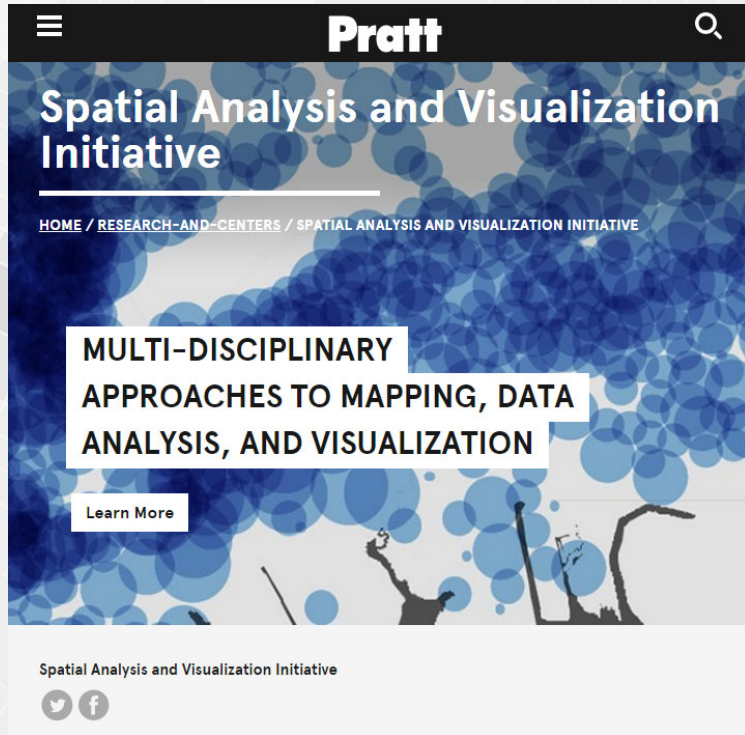 Pratt
Spatial Analysis and Visualization
Initiative
HOME / RESEARCH-AND-CENTERS / SPATIAL ANALYSIS AND VISUALIZATION INITIATIVE
MULTI-DISCIPLINARY
APPROACHES TO MAPPING, DATA
ANALYSIS, AND VISUALIZATION
Learn More
Spatial Analysis and Visualization Initiative